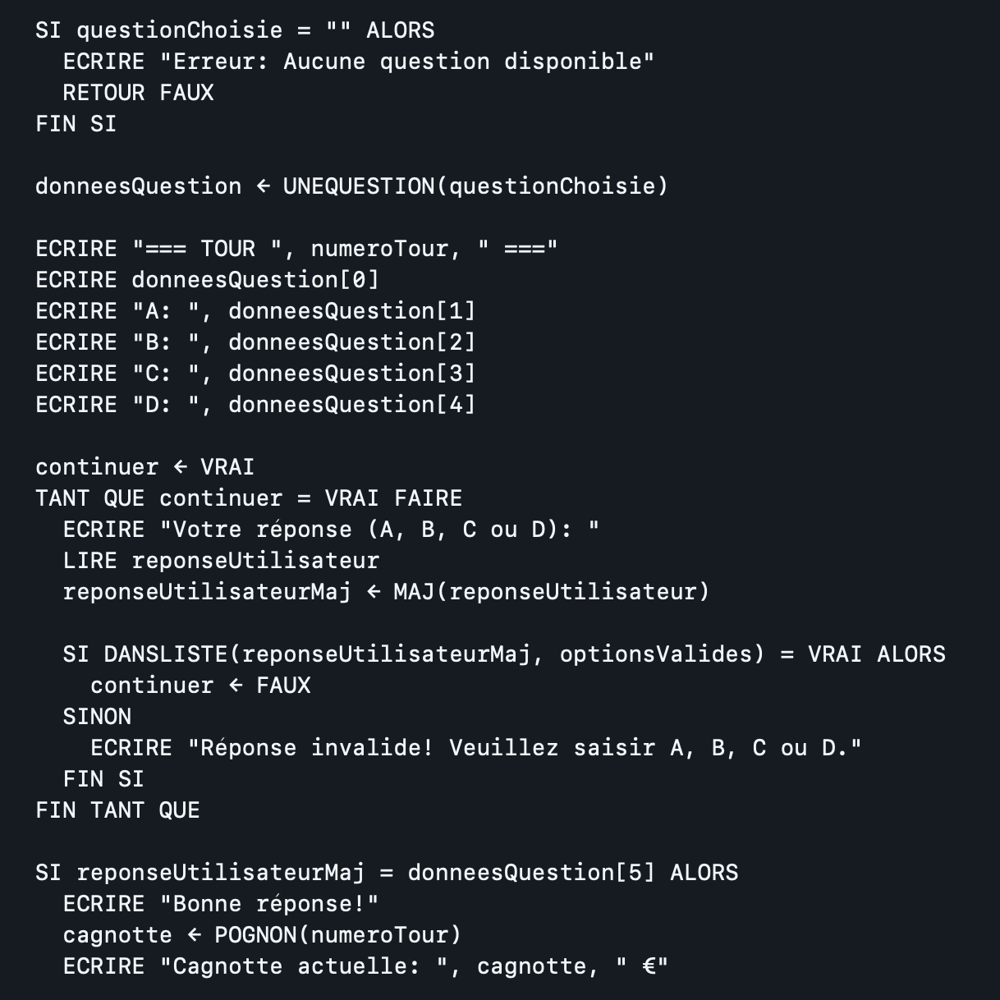 SI questionChoisie = "" ALORS
  ECRIRE "Erreur: Aucune question disponible"
  RETOUR FAUX
FIN SI

donneesQuestion ← UNEQUESTION(questionChoisie)

ECRIRE "=== TOUR ", numeroTour, " ==="
ECRIRE donneesQuestion[0]
ECRIRE "A: ", donneesQuestion[1]
ECRIRE "B: ", donneesQuestion[2]
ECRIRE "C: ", donneesQuestion[3]
ECRIRE "D: ", donneesQuestion[4]

continuer ← VRAI
TANT QUE continuer = VRAI FAIRE
  ECRIRE "Votre réponse (A, B, C ou D): "
  LIRE reponseUtilisateur
  reponseUtilisateurMaj ← MAJ(reponseUtilisateur)

  SI DANSLISTE(reponseUtilisateurMaj, optionsValides) = VRAI ALORS
    continuer ← FAUX
  SINON
    ECRIRE "Réponse invalide! Veuillez saisir A, B, C ou D."
  FIN SI
FIN TANT QUE

SI reponseUtilisateurMaj = donneesQuestion[5] ALORS
  ECRIRE "Bonne réponse!"
  cagnotte ← POGNON(numeroTour)
  ECRIRE "Cagnotte actuelle: ", cagnotte, " €"